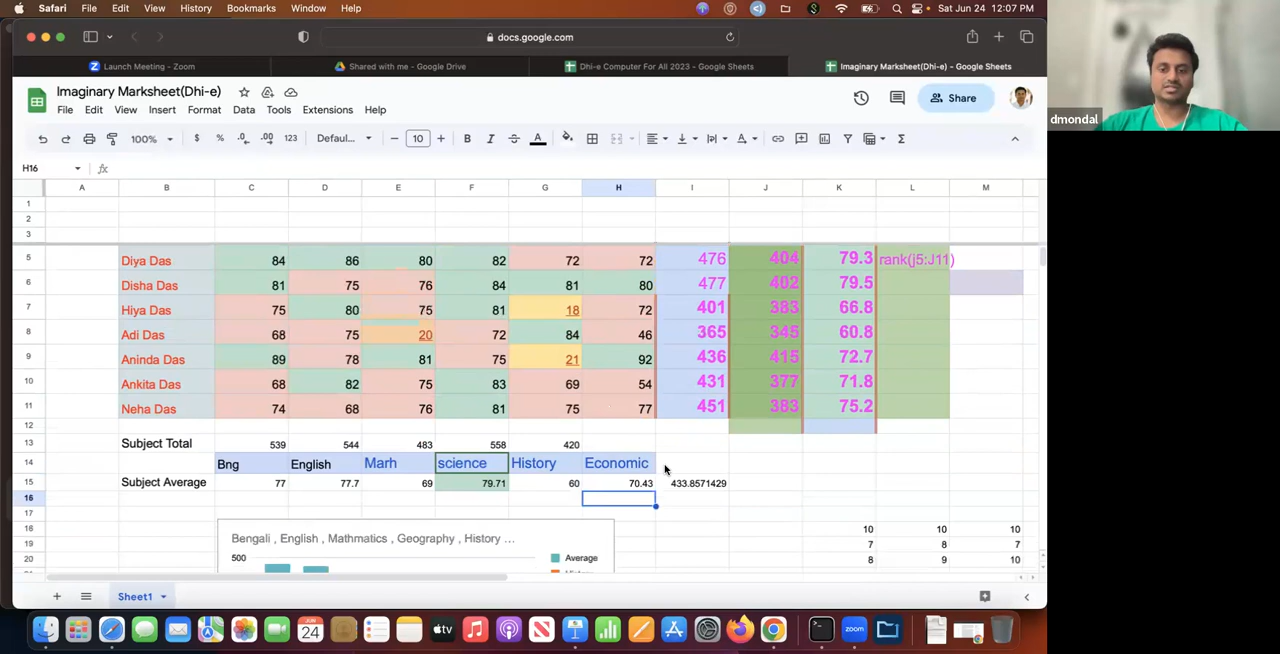 Safari File Edit View History Bookmarks Window Help Sat Jun 24 12:07 PM
docs.google.com
Launch Meeting - Zoom Shared with me - Google Drive Dhi-e Computer For All 2023 - Google Sheets Imaginary Marksheet(Dhi-e) - Google Sheets
Imaginary Marksheet(Dhi-e)
File Edit View Insert Format Data Tools Extensions Help
Share
dmondal
100% $ % .0 .00 123 Defaul... 10 B I S A
H16 fx
A B C D E F G H I J K L M
1
2
3
5 Diya Das 84 86 80 82 72 72 476 404 79.3 rank(j5:J11)
6 Disha Das 81 75 76 84 81 80 477 402 79.5
7 Hiya Das 75 80 75 81 18 72 401 383 66.8
8 Adi Das 68 75 20 72 84 46 365 345 60.8
9 Aninda Das 89 78 81 75 21 92 436 415 72.7
10 Ankita Das 68 82 75 83 69 54 431 377 71.8
11 Neha Das 74 68 76 81 75 77 451 383 75.2
12
13 Subject Total 539 544 483 558 420
14 Bng English Marh science History Economic
15 Subject Average 77 77.7 69 79.71 60 70.43 433.8571429
16
17
18 10 10 10
19 7 8 7
20 8 9 10
Bengali , English , Mathmatics , Geography , History ...
500 Average
Sheet1
JUN
24
tv
zoom